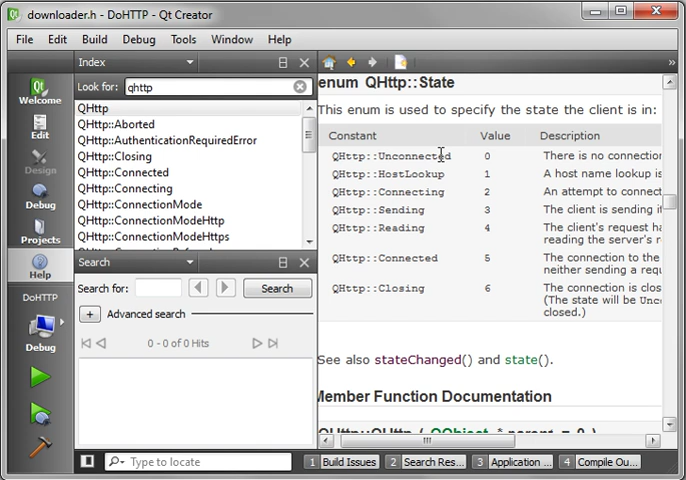 downloader.h - DoHTTP - Qt Creator
File Edit Build Debug Tools Window Help
Welcome
Edit
Design
Debug
Projects
Help
DoHTTP
Debug
Index
Look for: qhttp
QHttp
QHttp::Aborted
QHttp::AuthenticationRequiredError
QHttp::Closing
QHttp::Connected
QHttp::Connecting
QHttp::ConnectionMode
QHttp::ConnectionModeHttp
QHttp::ConnectionModeHttps
Search
Search for: Search
+ Advanced search
0 - 0 of 0 Hits
enum QHttp::State
This enum is used to specify the state the client is in:
Constant Value Description
QHttp::Unconnected 0 There is no connection
QHttp::HostLookup 1 A host name lookup is
QHttp::Connecting 2 An attempt to connect
QHttp::Sending 3 The client is sending it
QHttp::Reading 4 The client's request ha
reading the server's r
QHttp::Connected 5 The connection to the
neither sending a requ
QHttp::Closing 6 The connection is clos
(The state will be Unc
closed.)
See also stateChanged() and state().
Member Function Documentation
QHttp::QHttp ( QObject * parent = 0 )
Type to locate
1 Build Issues 2 Search Res... 3 Application ... 4 Compile Ou...